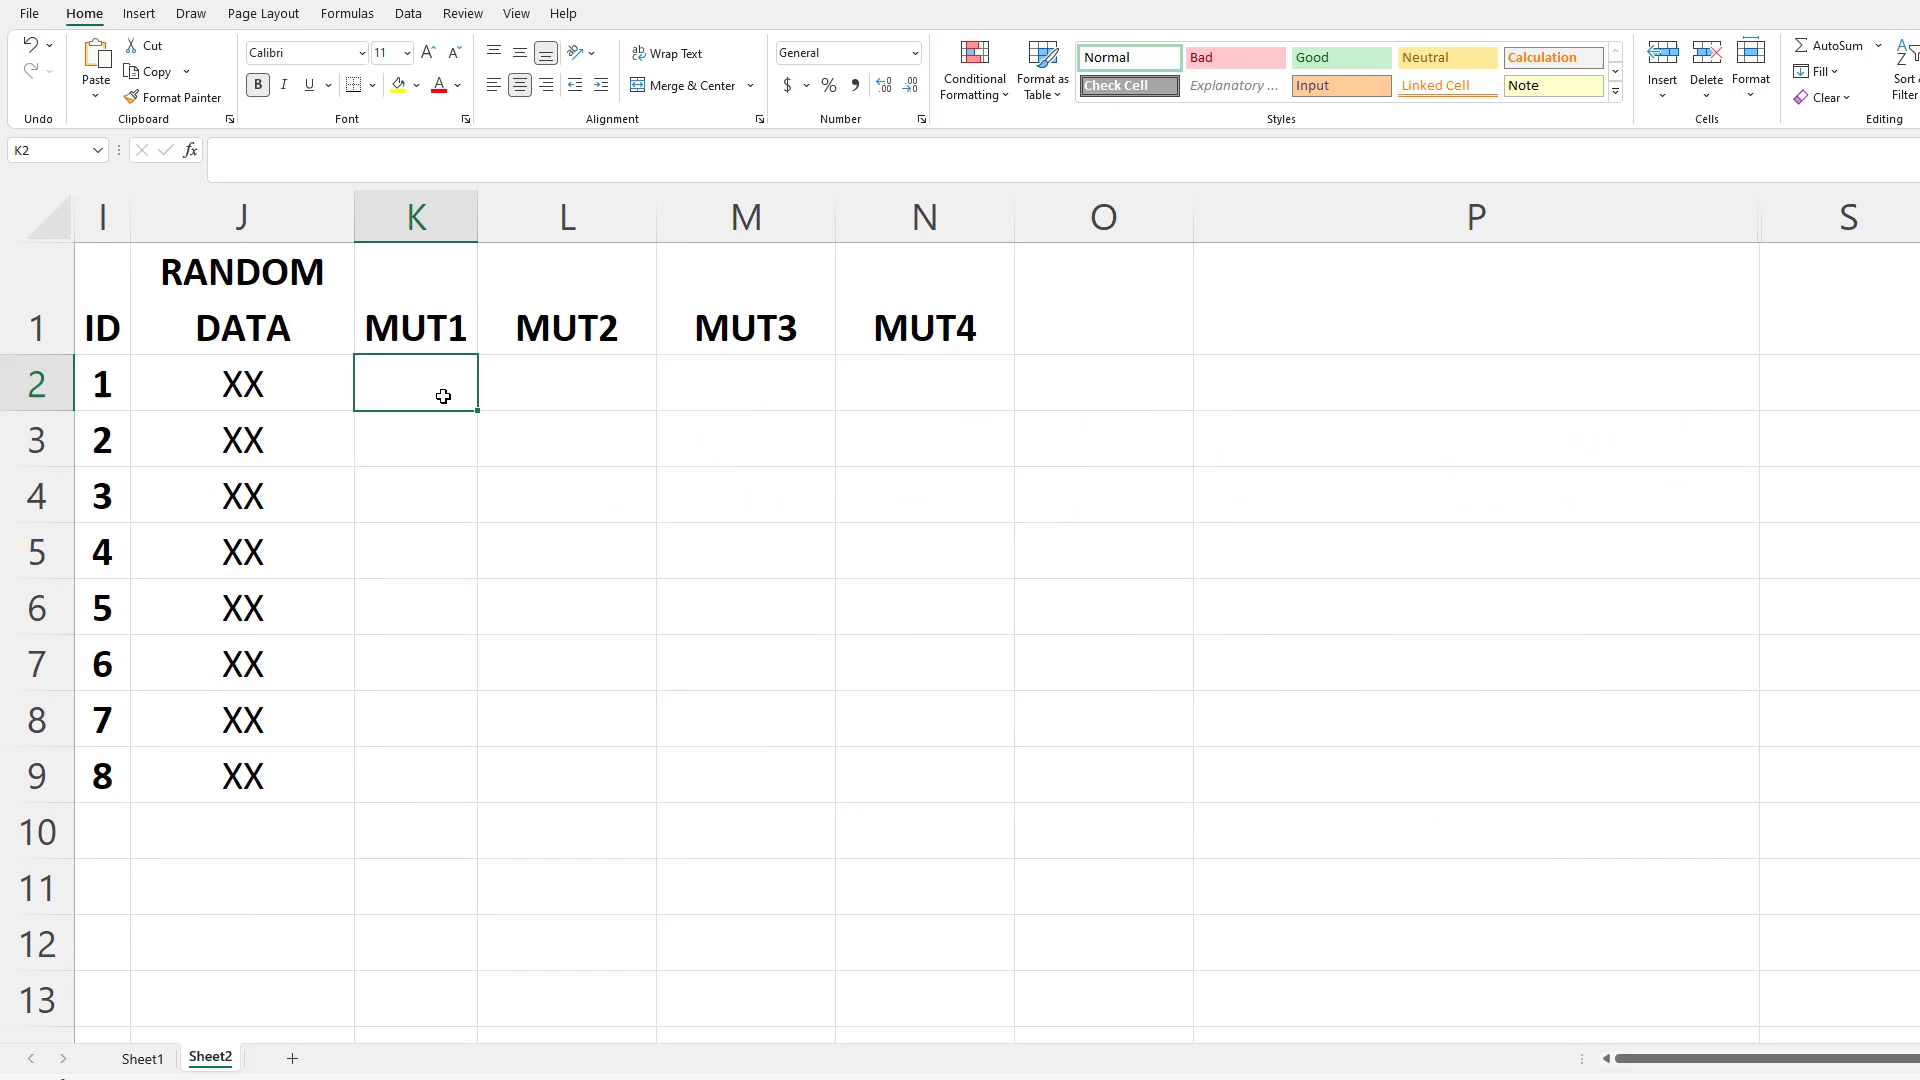 File Home Insert Draw Page Layout Formulas Data Review View Help
Paste
Cut
Copy
Format Painter
Calibri 11
B I U A
Wrap Text
Merge & Center
General
$ %
Conditional Formatting
Format as Table
Normal Bad Good Neutral Calculation
Check Cell Explanatory ... Input Linked Cell Note
Insert Delete Format
AutoSum
Fill
Clear
Sort
Filter
Undo Clipboard Font Alignment Number Styles Cells Editing
K2 fx
I J K L M N O P S
RANDOM
1 ID DATA MUT1 MUT2 MUT3 MUT4
2 1 XX
3 2 XX
4 3 XX
5 4 XX
6 5 XX
7 6 XX
8 7 XX
9 8 XX
10
11
12
13
Sheet1 Sheet2